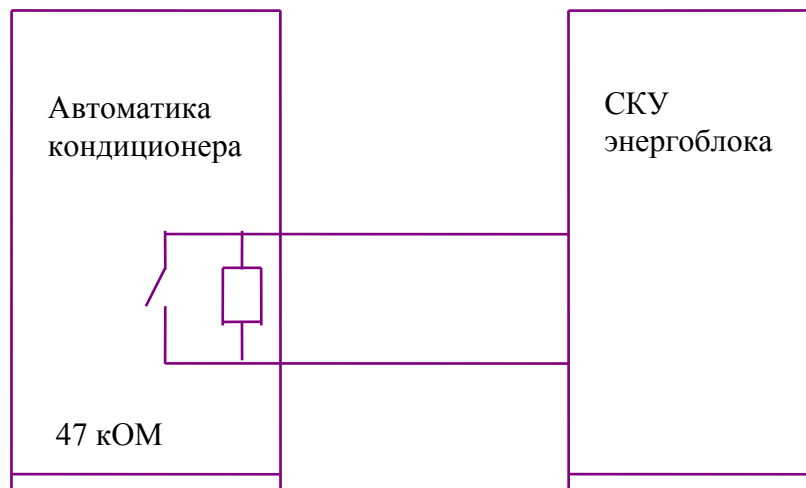 Автоматика
кондиционера
СКУ
энергоблока
47 кОМ